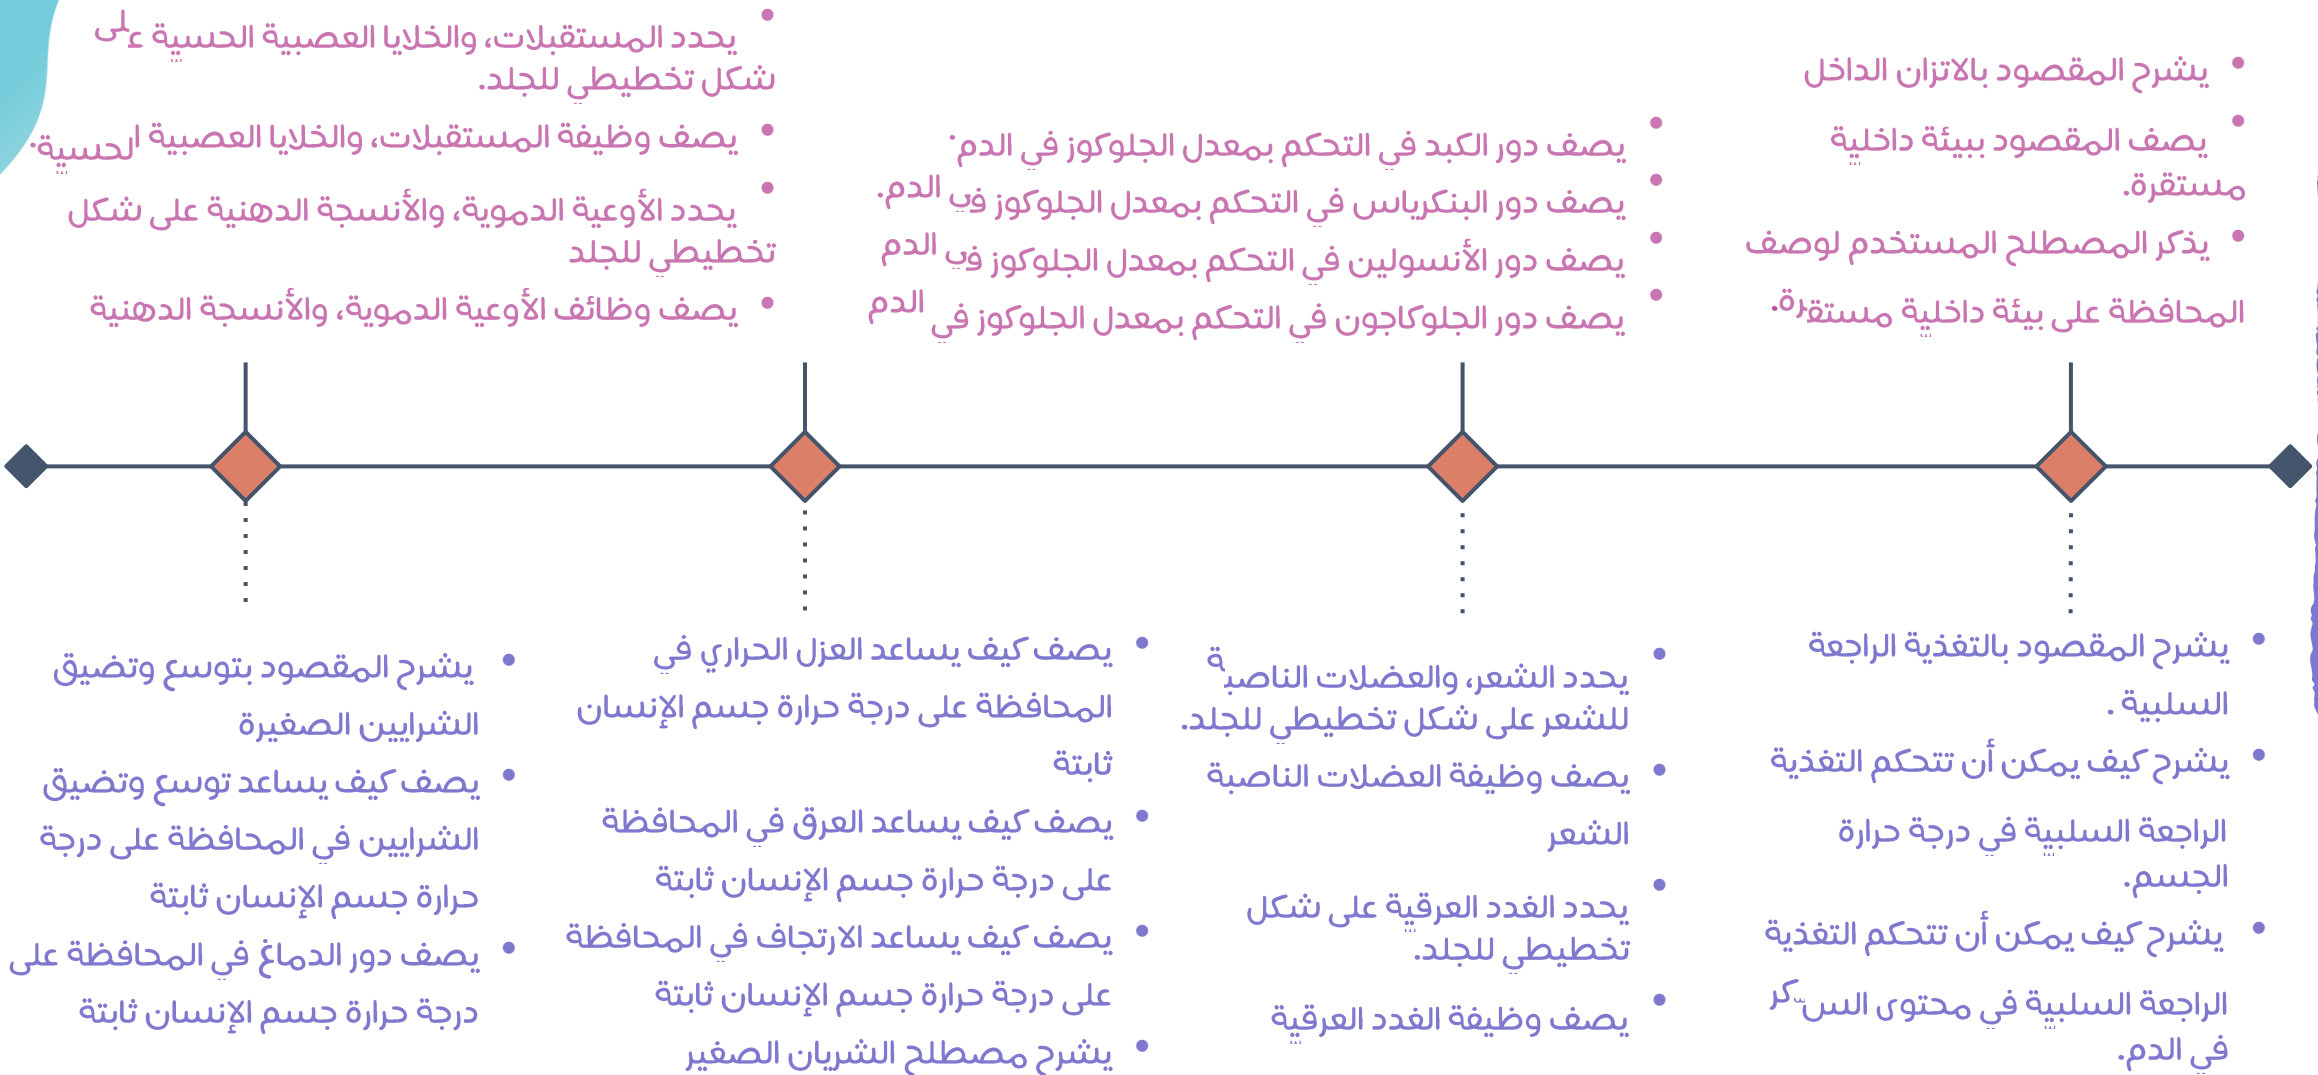 يشرح المقصود بالاتزان الداخل
يصف المقصود ببيئة داخليّة
مستقرة.
يذكر المصطلح المستخدم لوصف
المحافظة على بيئة داخليّة مستقرة.
يصف دور الكبد في التحكم بمعدل الجلوكوز في الدم.
يصف دور البنكرياس في التحكم بمعدل الجلوكوز في الدم.
يصف دور الأنسولين في التحكم بمعدل الجلوكوز في الدم
يصف دور الجلوكاجون في التحكم بمعدل الجلوكوز في الدم
يحدد المستقبلات، والخلايا العصبية الحسيّة على
شكل تخطيطي للجلد.
يصف وظيفة المستقبلات، والخلايا العصبية الحسيّة.
يحدد الأوعية الدموية، والأنسجة الدهنية على شكل
تخطيطي للجلد
يصف وظائف الأوعية الدموية، والأنسجة الدهنية
يشرح المقصود بالتغذية الراجعة
السلبية .
يشرح كيف يمكن أن تتحكم التغذية
الراجعة السلبيّة في درجة حرارة
الجسم.
يشرح كيف يمكن أن تتحكم التغذية
الراجعة السلبيّة في محتوى السّكر
في الدم.
يحدد الشعر، والعضلات الناصبة
للشعر على شكل تخطيطي للجلد.
يصف وظيفة العضلات الناصبة
الشعر
يحدد الغدد العرقيّة على شكل
تخطيطي للجلد.
يصف وظيفة الغدد العرقيّة
يصف كيف يساعد العزل الحراري في
المحافظة على درجة حرارة جسم الإنسان
ثابتة
يصف كيف يساعد العرق في المحافظة
على درجة حرارة جسم الإنسان ثابتة
يصف كيف يساعد الارتجاف في المحافظة
على درجة حرارة جسم الإنسان ثابتة
يشرح مصطلح الشريان الصغير
يشرح المقصود بتوسع وتضيق
الشرايين الصغيرة
يصف كيف يساعد توسع وتضيق
الشرايين في المحافظة على درجة
حرارة جسم الإنسان ثابتة
يصف دور الدماغ في المحافظة على
درجة حرارة جسم الإنسان ثابتة